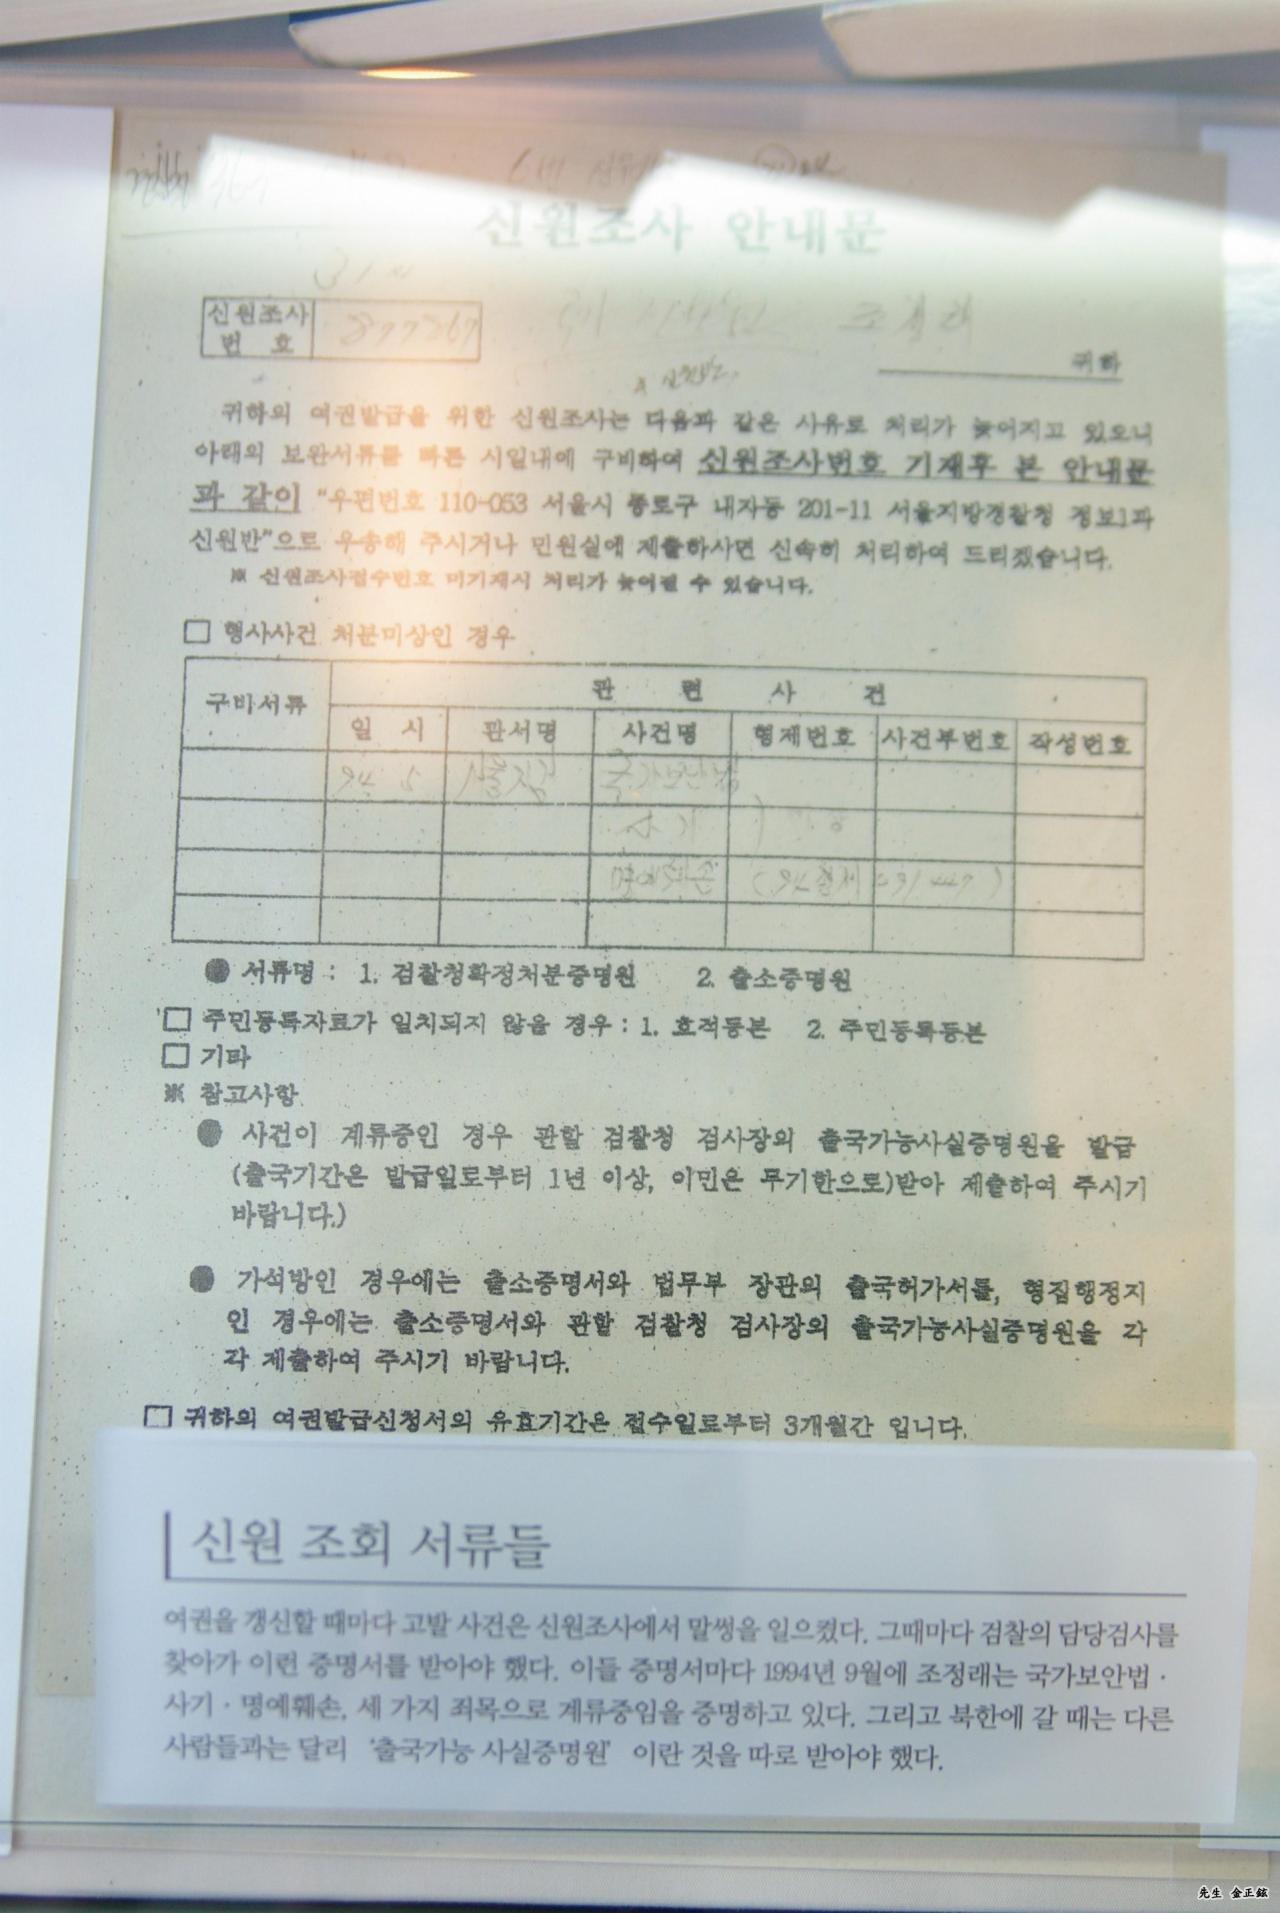 신원조사 안내문
신원조사
번 호
877267
귀하
귀하의 여권발급을 위한 신원조사는 다음과 같은 사유로 처리가 늦어지고 있으니
아래의 보완서류를 빠른 시일내에 구비하여 신원조사번호 기재후 본 안내문
과 같이 "우편번호 110-053 서울시 종로구 내자동 201-11 서울지방경찰청 정보1과
신원반"으로 우송해 주시거나 민원실에 제출하시면 신속히 처리하여 드리겠습니다.
※ 신원조사접수번호 미기재시 처리가 늦어질 수 있습니다.
□ 형사사건 처분미상인 경우
구비서류 관 련 사 건
일 시 관서명 사건명 형제번호 사건부번호 작성번호
94 5 서울지검 국가보안법
사기
명예훼손
● 서류명 : 1. 검찰청확정처분증명원 2. 출소증명원
□ 주민등록자료가 일치되지 않을 경우 : 1. 호적등본 2. 주민등록등본
□ 기타
※ 참고사항
● 사건이 계류중인 경우 관할 검찰청 검사장의 출국가능사실증명원을 발급
(출국기간은 발급일로부터 1년 이상, 이민은 무기한으로)받아 제출하여 주시기
바랍니다.)
● 가석방인 경우에는 출소증명서와 법무부 장관의 출국허가서를, 형집행정지
인 경우에는 출소증명서와 관할 검찰청 검사장의 출국가능사실증명원을 각
각 제출하여 주시기 바랍니다.
□ 귀하의 여권발급신청서의 유효기간은 접수일로부터 3개월간 입니다.
신원 조회 서류들
여권을 갱신할 때마다 고발 사건은 신원조사에서 말썽을 일으켰다. 그때마다 검찰의 담당검사를
찾아가 이런 증명서를 받아야 했다. 이들 증명서마다 1994년 9월에 조정래는 국가보안법 ·
사기 · 명예훼손, 세 가지 죄목으로 계류중임을 증명하고 있다. 그리고 북한에 갈 때는 다른
사람들과는 달리 '출국가능 사실증명원' 이란 것을 따로 받아야 했다.
先生 金正鉉